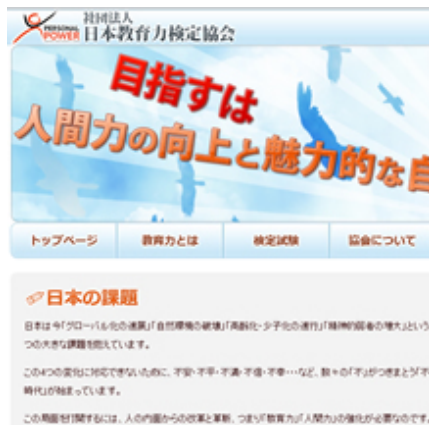 PERSONAL POWER
社団法人
日本教育力検定協会
目指すは
人間力の向上と魅力的な自
トップページ
教育力とは
検定試験
協会について
日本の課題
日本は今「グローバル化の進展」「自然環境の破壊」「高齢化・少子化の進行」「精神的弱者の増大」という
つの大きな課題を抱えています。
この4つの変化に対応できないために、不安・不平・不満・不信・不幸・・・など、数々の「不」がつきまとう「不
時代」が始まっています。
この局面を打開するには、人の内面からの改革と革新、つまり「教育力」「人間力」の強化が必要なのです。